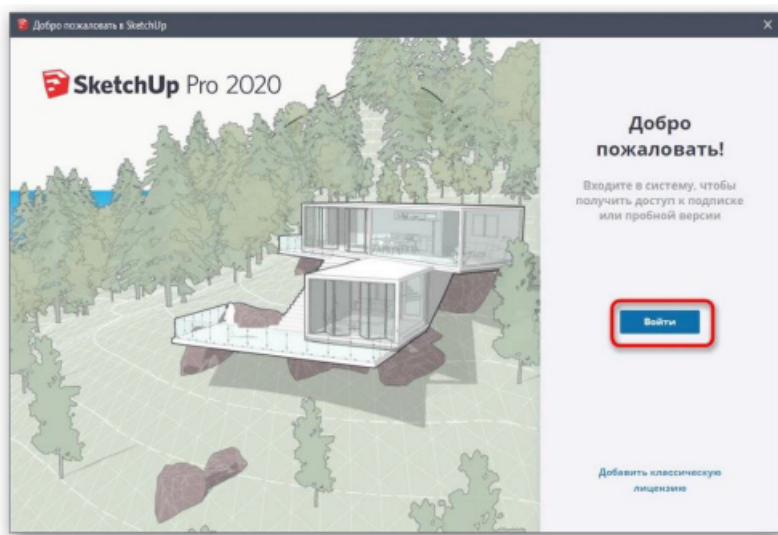 Добро пожаловать в SketchUp
SketchUp Pro 2020
Добро
пожаловать!
Входите в систему, чтобы
получить доступ к подписке
или пробной версии
Войти
Добавить классическую
лицензию